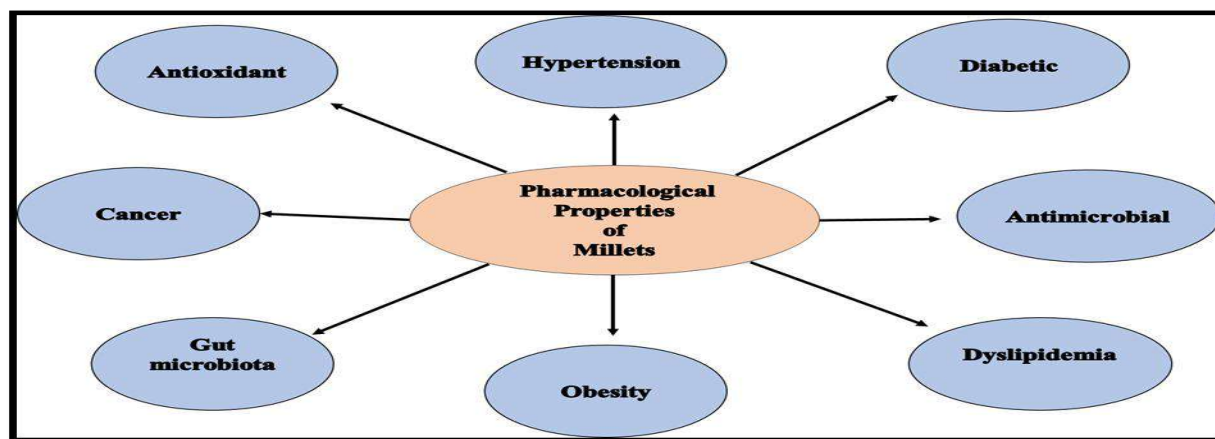 Antioxidant
Hypertension
Diabetic
Pharmacological
Properties
of
Millets
Cancer
Antimicrobial
Gut
microbiota
Obesity
Dyslipidemia